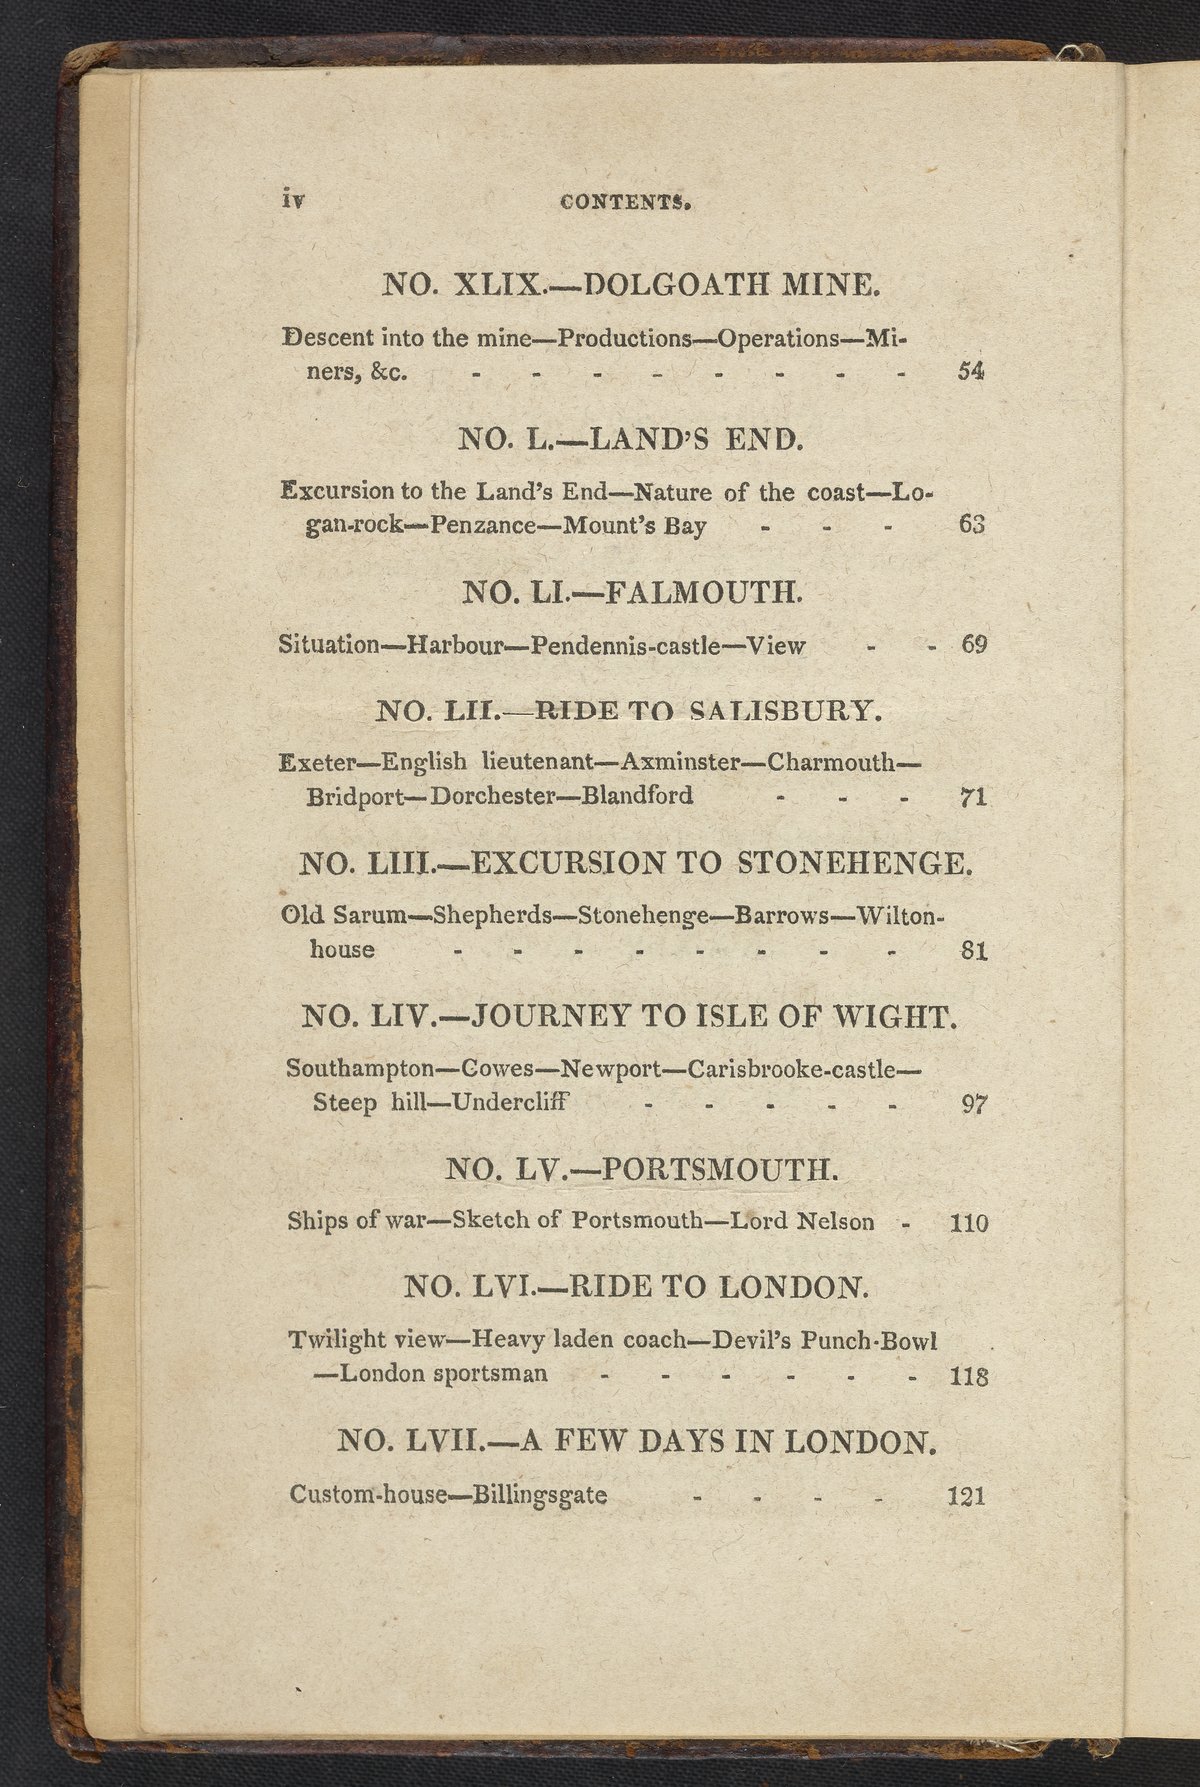 iv CONTENTS.
NO. XLIX.—DOLGOATH MINE.
Descent into the mine—Productions—Operations—Mi-
ners, &c. - - - - - - - - 54
NO. L.—LAND'S END.
Excursion to the Land's End—Nature of the coast—Lo-
gan-rock—Penzance—Mount's Bay - - - 63
NO. LI.—FALMOUTH.
Situation—Harbour—Pendennis-castle—View - - 69
NO. LII.—RIDE TO SALISBURY.
Exeter—English lieutenant—Axminster—Charmouth—
Bridport—Dorchester—Blandford - - - 71
NO. LIII.—EXCURSION TO STONEHENGE.
Old Sarum—Shepherds—Stonehenge—Barrows—Wilton-
house - - - - - - - - 81
NO. LIV.—JOURNEY TO ISLE OF WIGHT.
Southampton—Cowes—Newport—Carisbrooke-castle—
Steep hill—Undercliff - - - - - 97
NO. LV.—PORTSMOUTH.
Ships of war—Sketch of Portsmouth—Lord Nelson - 110
NO. LVI.—RIDE TO LONDON.
Twilight view—Heavy laden coach—Devil's Punch-Bowl
—London sportsman - - - - - - 118
NO. LVII.—A FEW DAYS IN LONDON.
Custom-house—Billingsgate - - - - 121